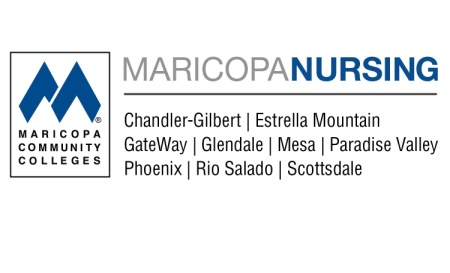 MARICOPANURSING
Chandler-Gilbert | Estrella Mountain
GateWay | Glendale | Mesa | Paradise Valley
Phoenix | Rio Salado | Scottsdale
®
MARICOPA
COMMUNITY
COLLEGES